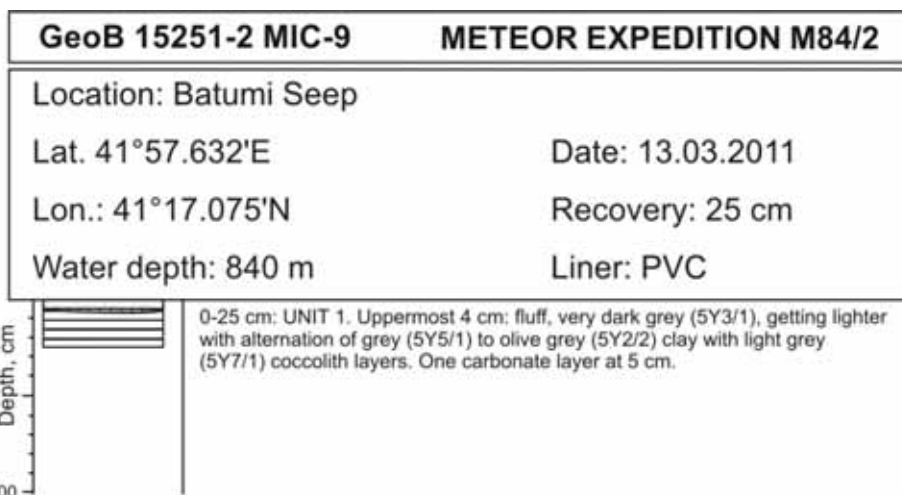 GeoB 15251-2 MIC-9 METEOR EXPEDITION M84/2
Location: Batumi Seep
Lat. 41°57.632'E Date: 13.03.2011
Lon.: 41°17.075'N Recovery: 25 cm
Water depth: 840 m Liner: PVC
0-25 cm: UNIT 1. Uppermost 4 cm: fluff, very dark grey (5Y3/1), getting lighter
with alternation of grey (5Y5/1) to olive grey (5Y2/2) clay with light grey
(5Y7/1) coccolith layers. One carbonate layer at 5 cm.
Depth, cm